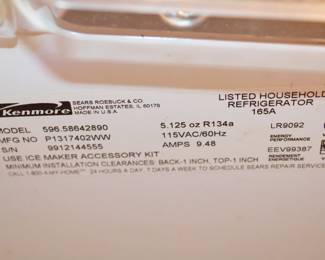 Kenmore
SEARS ROEBUCK & CO.
HOFFMAN ESTATES, IL 60179
MADE IN U.S.A.
LISTED HOUSEHOLD
REFRIGERATOR
165A
MODEL 596.58642890
MFG NO P1317402WW
S/N 9912144555
5.125 oz R134a
115VAC/60Hz
AMPS 9.48
LR9092
ENERGY
PERFORMANCE
EEV99387
RENDEMENT
ENERGETIQUE
USE ICE MAKER ACCESSORY KIT
MINIMUM INSTALLATION CLEARANCES: BACK-1 INCH, TOP-1 INCH
CALL 1-800-4-MY-HOME 24 HOURS A DAY, 7 DAYS A WEEK TO SCHEDULE SEARS REPAIR SERVICE